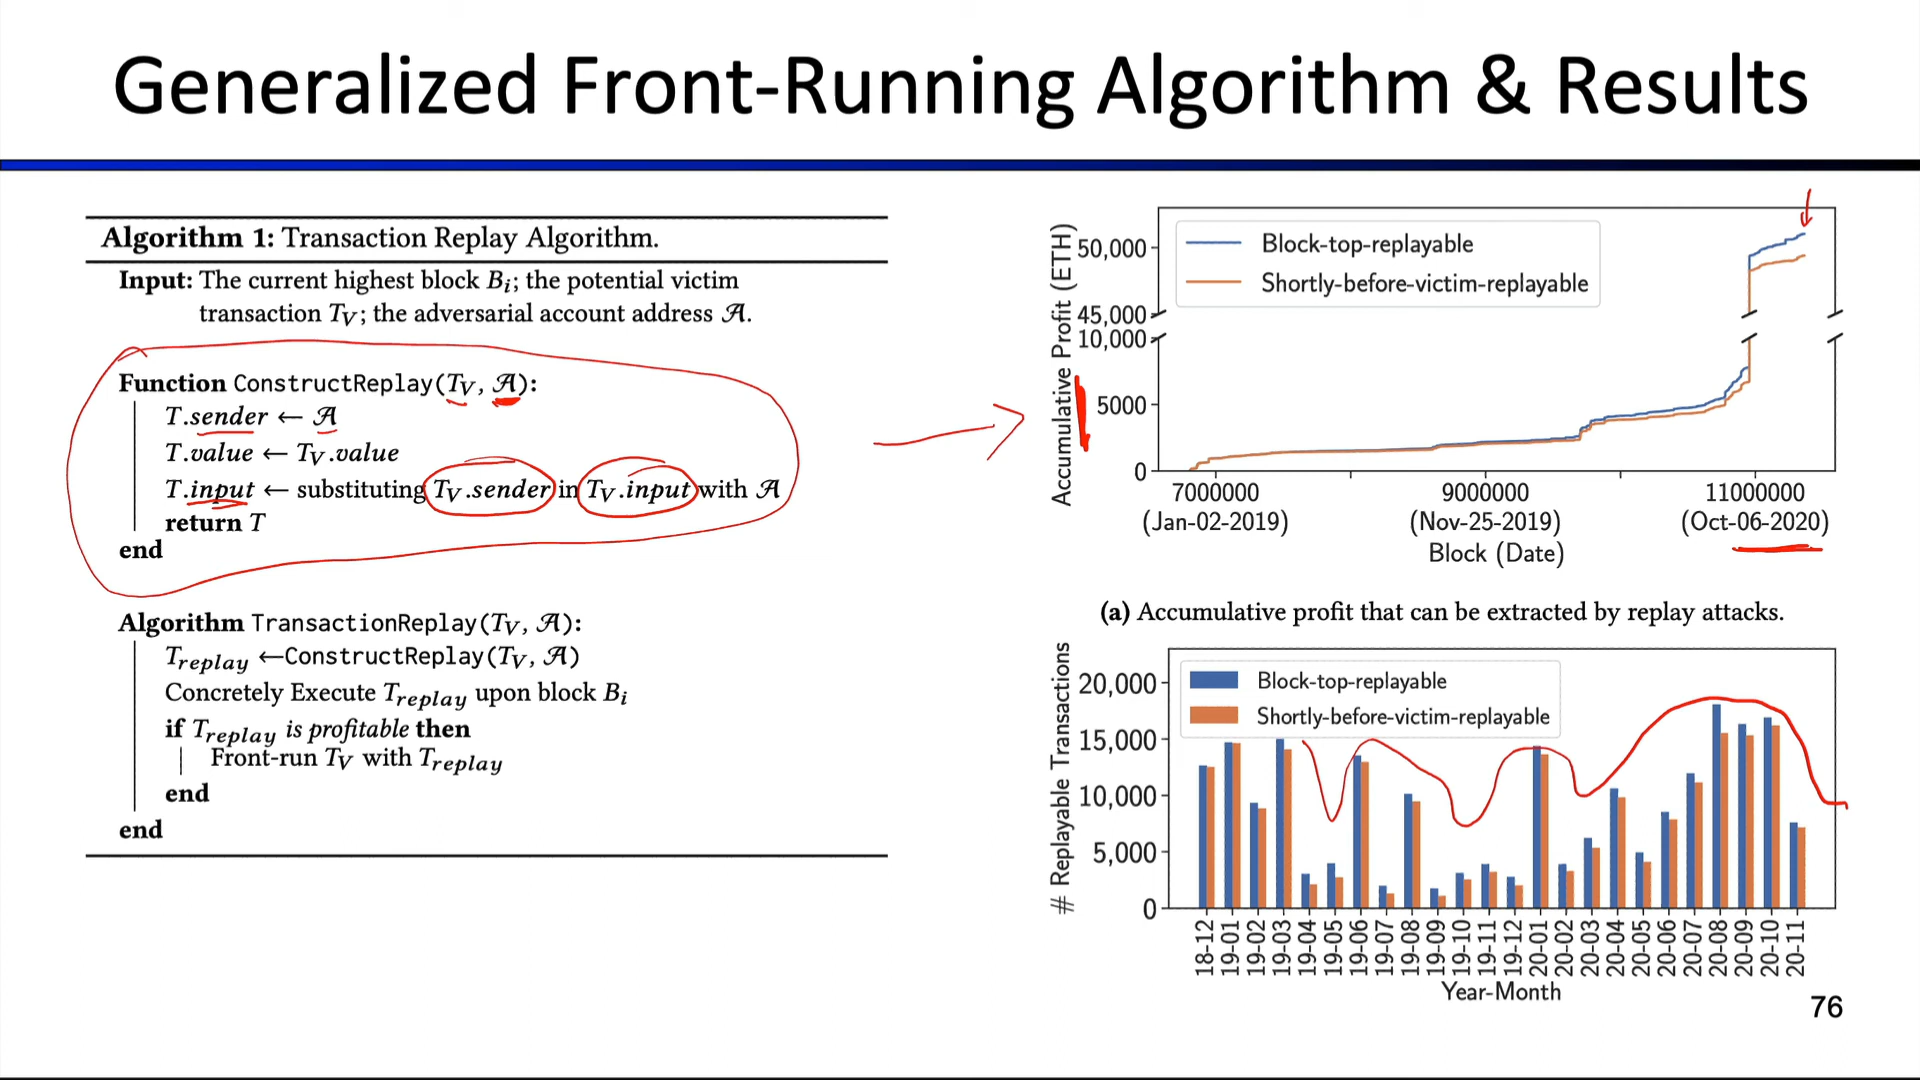 Generalized Front-Running Algorithm & Results
Algorithm 1: Transaction Replay Algorithm.
Input: The current highest block Bᵢ; the potential victim
transaction T_V; the adversarial account address 𝒜.
Function ConstructReplay(T_V, 𝒜):
T.sender ← 𝒜
T.value ← T_V.value
T.input ← substituting T_V.sender in T_V.input with 𝒜
return T
end
Algorithm TransactionReplay(T_V, 𝒜):
T_replay ←ConstructReplay(T_V, 𝒜)
Concretely Execute T_replay upon block Bᵢ
if T_replay is profitable then
Front-run T_V with T_replay
end
end
Accumulative Profit (ETH)
50,000
45,000
10,000
5000
0
Block-top-replayable
Shortly-before-victim-replayable
7000000 9000000 11000000
(Jan-02-2019) (Nov-25-2019) (Oct-06-2020)
Block (Date)
(a) Accumulative profit that can be extracted by replay attacks.
# Replayable Transactions
20,000
15,000
10,000
5,000
0
Block-top-replayable
Shortly-before-victim-replayable
18-12 19-01 19-02 19-03 19-04 19-05 19-06 19-07 19-08 19-09 19-10 19-11 19-12 20-01 20-02 20-03 20-04 20-05 20-06 20-07 20-08 20-09 20-10 20-11
Year-Month
76